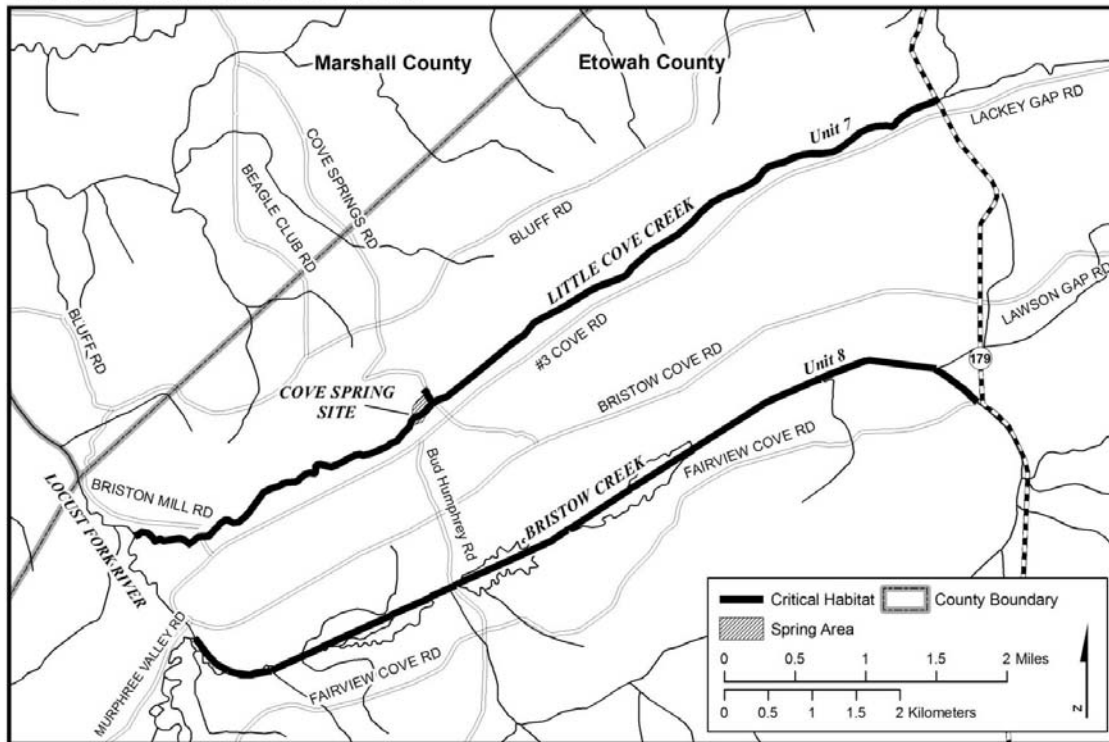 Marshall County
Etowah County
COVE SPRINGS RD
BEAGLE CLUB RD
BLUFF RD
Unit 7
LACKEY GAP RD
LITTLE COVE CREEK
#3 COVE RD
BRISTOW COVE RD
LAWSON GAP RD
Unit 8
179
BLUFF RD
COVE SPRING
SITE
BRISTON MILL RD
LOCUST FORK RIVER
Bud Humphrey Rd
BRISTOW CREEK
FAIRVIEW COVE RD
MURPHREE VALLEY RD
FAIRVIEW COVE RD
Critical Habitat
County Boundary
Spring Area
0 0.5 1 1.5 2 Miles
0 0.5 1 1.5 2 Kilometers
N